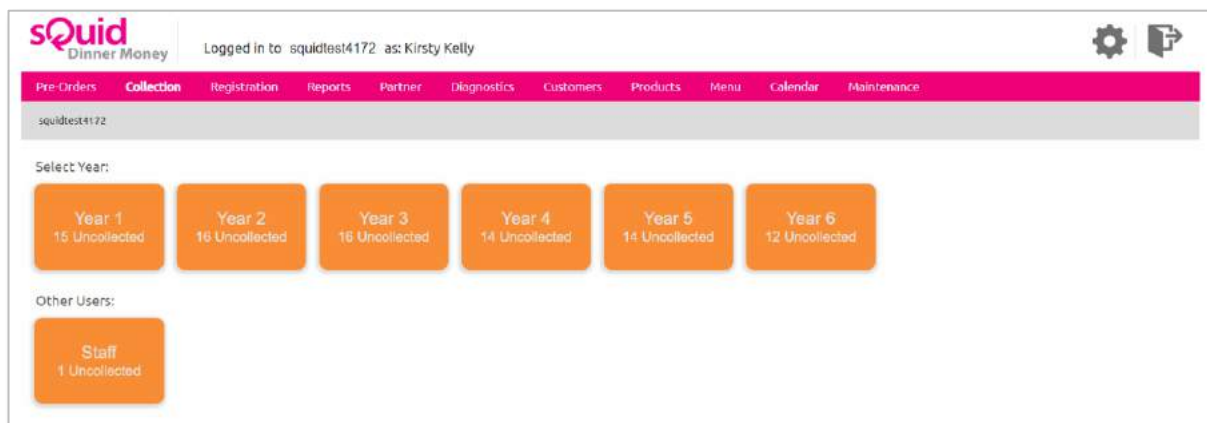 sQuid
Dinner Money
Logged in to squidtest4172 as: Kirsty Kelly
Pre-Orders Collection Registration Reports Partner Diagnostics Customers Products Menu Calendar Maintenance
squidtest4172
Select Year:
Year 1 Year 2 Year 3 Year 4 Year 5 Year 6
15 Uncollected 16 Uncollected 16 Uncollected 14 Uncollected 14 Uncollected 12 Uncollected
Other Users:
Staff
1 Uncollected